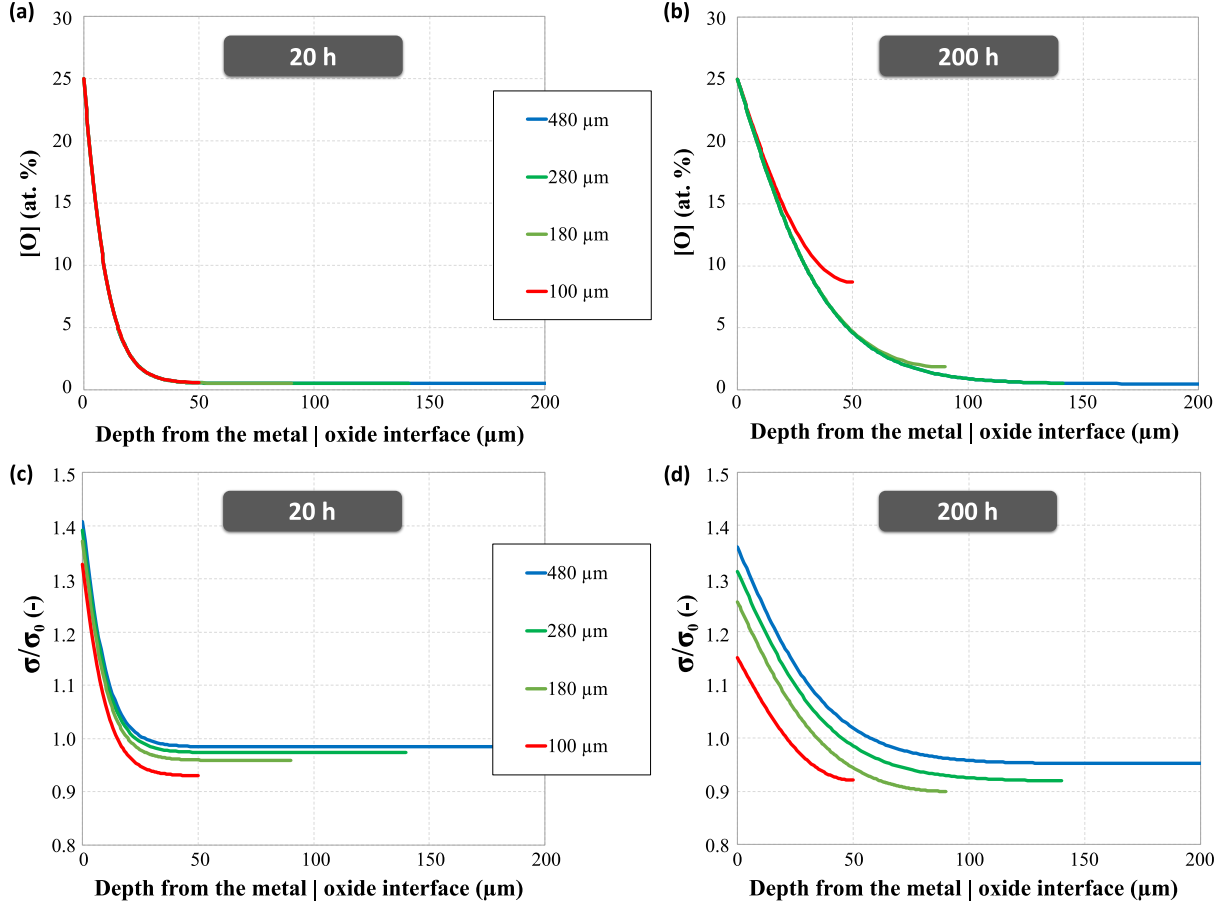 (a)
20 h
[O] (at. %)
30
25
20
15
10
5
0
0
50
100
150
200
Depth from the metal | oxide interface (µm)
480 µm
280 µm
180 µm
100 µm
(b)
200 h
[O] (at. %)
30
25
20
15
10
5
0
0
50
100
150
200
Depth from the metal | oxide interface (µm)
(c)
20 h
σ/σ0 (-)
1.5
1.4
1.3
1.2
1.1
1.0
0.9
0.8
0
50
100
150
200
Depth from the metal | oxide interface (µm)
480 µm
280 µm
180 µm
100 µm
(d)
200 h
σ/σ0 (-)
1.5
1.4
1.3
1.2
1.1
1.0
0.9
0.8
0
50
100
150
200
Depth from the metal | oxide interface (µm)